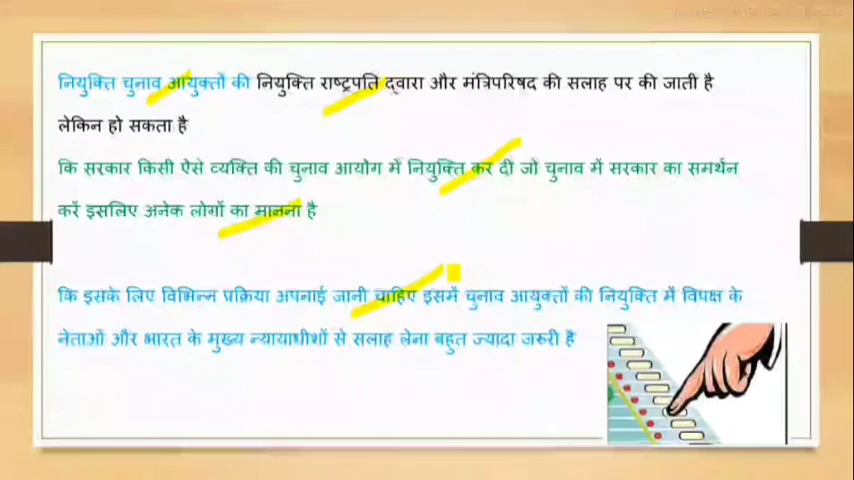 नियुक्ति चुनाव आयुक्तों की नियुक्ति राष्ट्रपति द्वारा और मंत्रिपरिषद की सलाह पर की जाती है
लेकिन हो सकता है
कि सरकार किसी ऐसे व्यक्ति की चुनाव आयोग में नियुक्ति कर दी जो चुनाव में सरकार का समर्थन
करें इसलिए अनेक लोगों का मानना है
कि इसके लिए विभिन्न प्रक्रिया अपनाई जानी चाहिए इसमें चुनाव आयुक्तों की नियुक्ति में विपक्ष के
नेताओं और भारत के मुख्य न्यायाधीशों से सलाह लेना बहुत ज्यादा जरूरी है